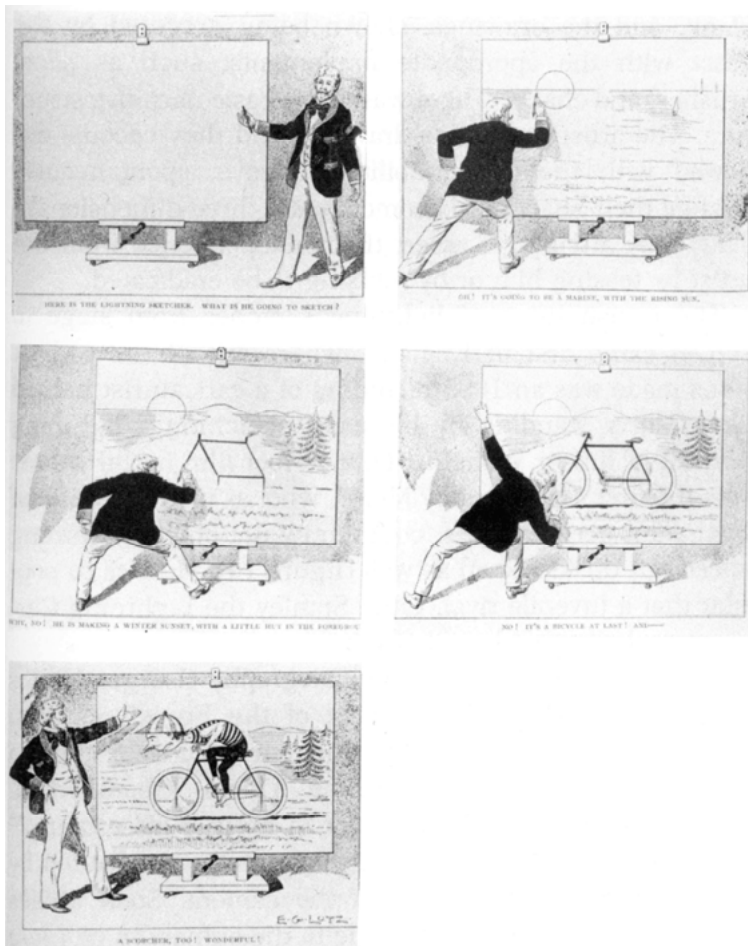 HERE IS THE LIGHTNING SKETCHER. WHAT IS HE GOING TO SKETCH?
OH! IT'S GOING TO BE A MARINE, WITH THE RISING SUN.
WHY, NO! HE IS MAKING A WINTER SUNSET, WITH A LITTLE HUT IN THE FOREGROU
NO! IT'S A BICYCLE AT LAST! AND——
E.G. LUTZ
A SCORCHER, TOO! WONDERFUL!